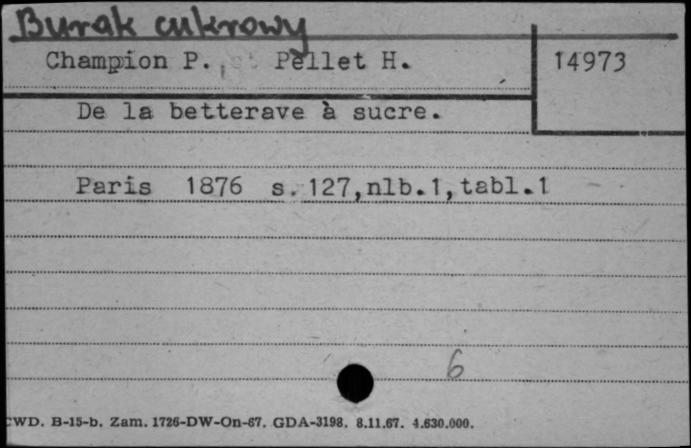 Burak cukrowy
Champion P. Pellet H. 14973
De la betterave à sucre.
Paris 1876 s. 127,nlb.1,tabl.1
6
CWD. B-15-b. Zam. 1726-DW-On-67. GDA-3198. 8.11.67. 4.630.000.